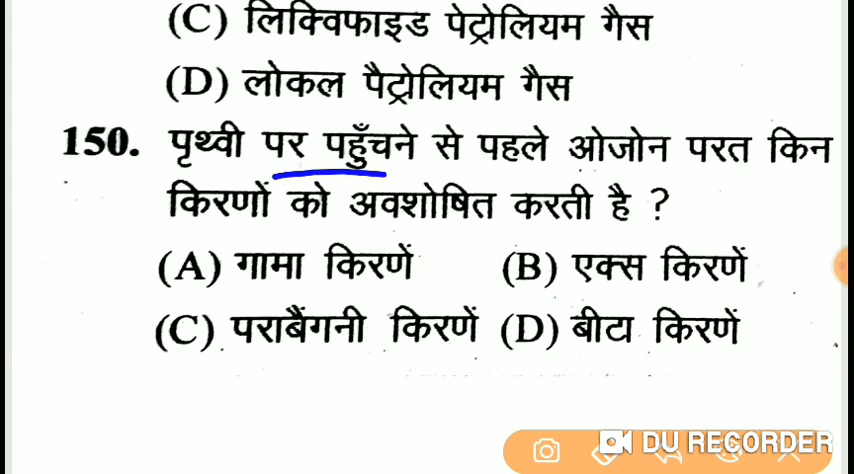 (C) लिक्विफाइड पेट्रोलियम गैस
(D) लोकल पैट्रोलियम गैस
150. पृथ्वी पर पहुँचने से पहले ओजोन परत किन
किरणों को अवशोषित करती है ?
(A) गामा किरणें (B) एक्स किरणें
(C) पराबैंगनी किरणें (D) बीटा किरणें
DU RECORDER